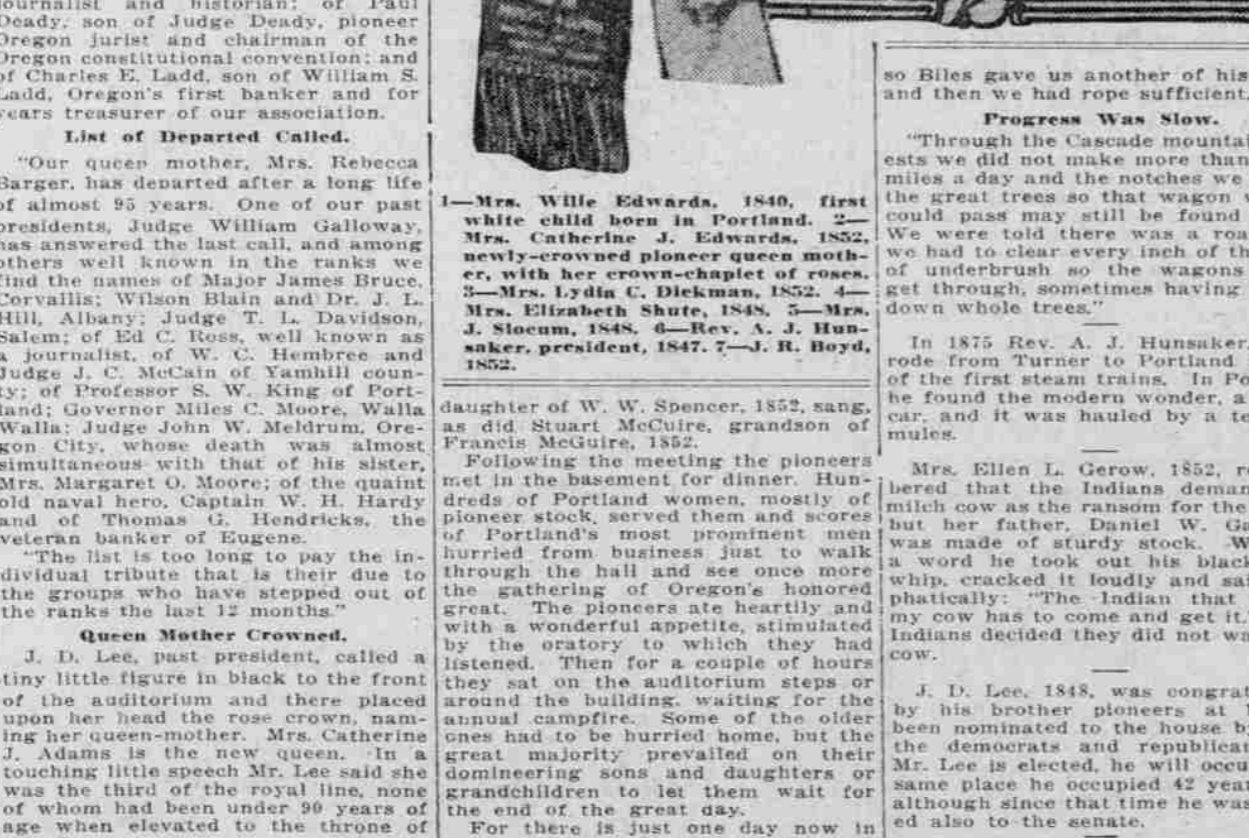 journalist and historian; of Paul
Deady, son of Judge Deady, pioneer
Oregon jurist and chairman of the
Oregon constitutional convention; and
of Charles E. Ladd, son of William S.
Ladd, Oregon's first banker and for
years treasurer of our association.
List of Departed Called.
"Our queen mother, Mrs. Rebecca
Barger, has departed after a long life
of almost 95 years. One of our past
presidents, Judge William Galloway,
has answered the last call, and among
others well known in the ranks we
find the names of Major James Bruce,
Corvallis; Wilson Blain and Dr. J. L.
Hill, Albany; Judge T. L. Davidson,
Salem; of Ed C. Ross, well known as
a journalist, of W. C. Hembree and
Judge J. C. McCain of Yamhill coun-
ty; of Professor S. W. King of Port-
land; Governor Miles C. Moore, Walla
Walla; Judge John W. Meldrum, Ore-
gon City, whose death was almost
simultaneous with that of his sister,
Mrs. Margaret O. Moore; of the quaint
old naval hero, Captain W. H. Hardy
and of Thomas G. Hendricks, the
veteran banker of Eugene.
"The list is too long to pay the in-
dividual tribute that is their due to
the groups who have stepped out of
the ranks the last 12 months."
Queen Mother Crowned.
J. D. Lee, past president, called a
tiny little figure in black to the front
of the auditorium and there placed
upon her head the rose crown, nam-
ing her queen-mother. Mrs. Catherine
J. Adams is the new queen. In a
touching little speech Mr. Lee said she
was the third of the royal line, none
of whom had been under 90 years of
age when elevated to the throne of
1—Mrs. Wille Edwards, 1840, first
white child born in Portland. 2—
Mrs. Catherine J. Edwards, 1852,
newly-crowned pioneer queen moth-
er, with her crown-chaplet of roses.
3—Mrs. Lydia C. Dickman, 1852. 4—
Mrs. Elizabeth Shute, 1848. 5—Mrs.
J. Slocum, 1848. 6—Rev. A. J. Hun-
saker, president, 1847. 7—J. R. Boyd,
1852.
daughter of W. W. Spencer, 1852, sang,
as did Stuart McCuire, grandson of
Francis McGuire, 1852.
Following the meeting the pioneers
met in the basement for dinner. Hun-
dreds of Portland women, mostly of
pioneer stock, served them and scores
of Portland's most prominent men
hurried from business just to walk
through the hall and see once more
the gathering of Oregon's honored
great. The pioneers ate heartily and
with a wonderful appetite, stimulated
by the oratory to which they had
listened. Then for a couple of hours
they sat on the auditorium steps or
around the building, waiting for the
annual campfire. Some of the older
ones had to be hurried home, but the
great majority prevailed on their
domineering sons and daughters or
grandchildren to let them wait for
the end of the great day.
For there is just one day now in
so Biles gave us another of his
and then we had rope sufficient.
Progress Was Slow.
"Through the Cascade mountai
ests we did not make more than
miles a day and the notches we
the great trees so that wagon w
could pass may still be found
We were told there was a roa
we had to clear every inch of th
of underbrush so the wagons
get through, sometimes having
down whole trees."
In 1875 Rev. A. J. Hunsaker,
rode from Turner to Portland
of the first steam trains. In Po
he found the modern wonder, a
car, and it was hauled by a te
mules.
Mrs. Ellen L. Gerow, 1852, re
bered that the Indians deman
milch cow as the ransom for the
but her father, Daniel W. Ga
was made of sturdy stock. W
a word he took out his black
whip, cracked it loudly and sai
phatically: "The Indian that
my cow has to come and get it.
Indians decided they did not wa
cow.
J. D. Lee, 1848, was congrat
by his brother pioneers at
been nominated to the house b
the democrats and republica
Mr. Lee is elected, he will occu
same place he occupied 42 year
although since that time he was
ed also to the senate.